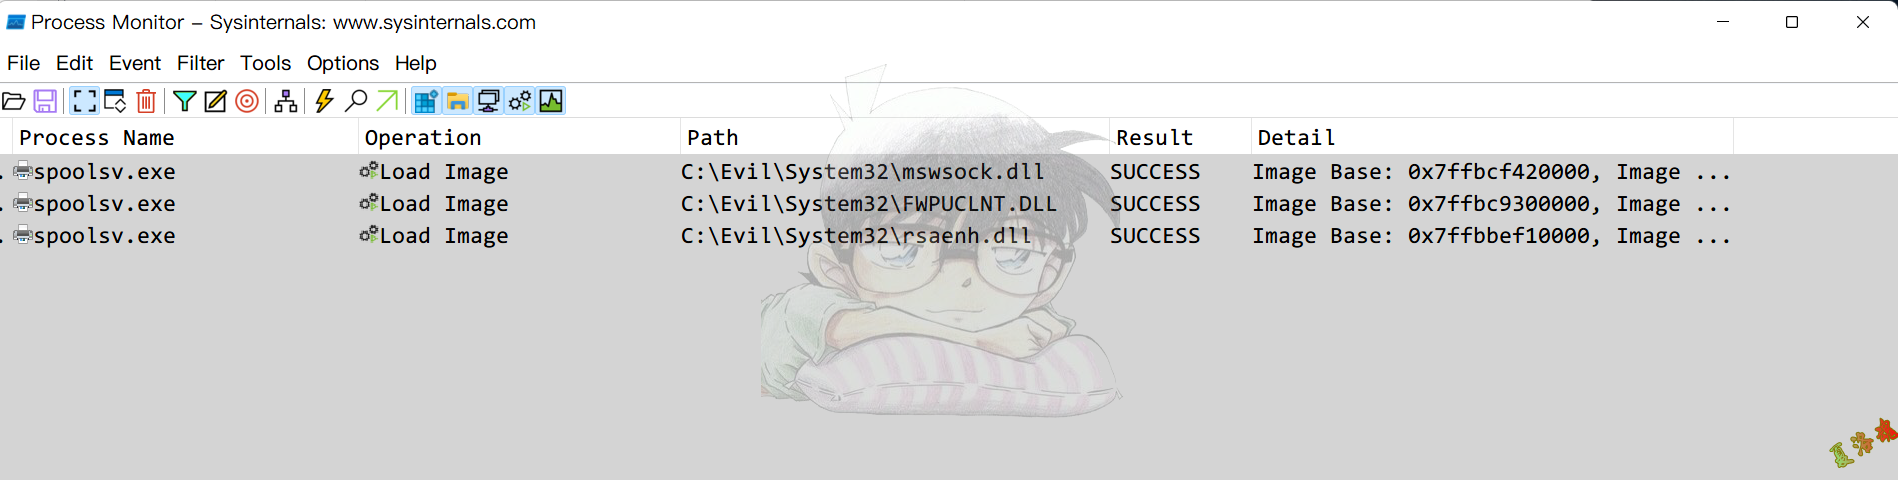 Process Monitor - Sysinternals: www.sysinternals.com
File Edit Event Filter Tools Options Help
Process Name Operation Path Result Detail
. spoolsv.exe Load Image C:\Evil\System32\mswsock.dll SUCCESS Image Base: 0x7ffbcf420000, Image ...
. spoolsv.exe Load Image C:\Evil\System32\FWPUCLNT.DLL SUCCESS Image Base: 0x7ffbc9300000, Image ...
. spoolsv.exe Load Image C:\Evil\System32\rsaenh.dll SUCCESS Image Base: 0x7ffbbef10000, Image ...